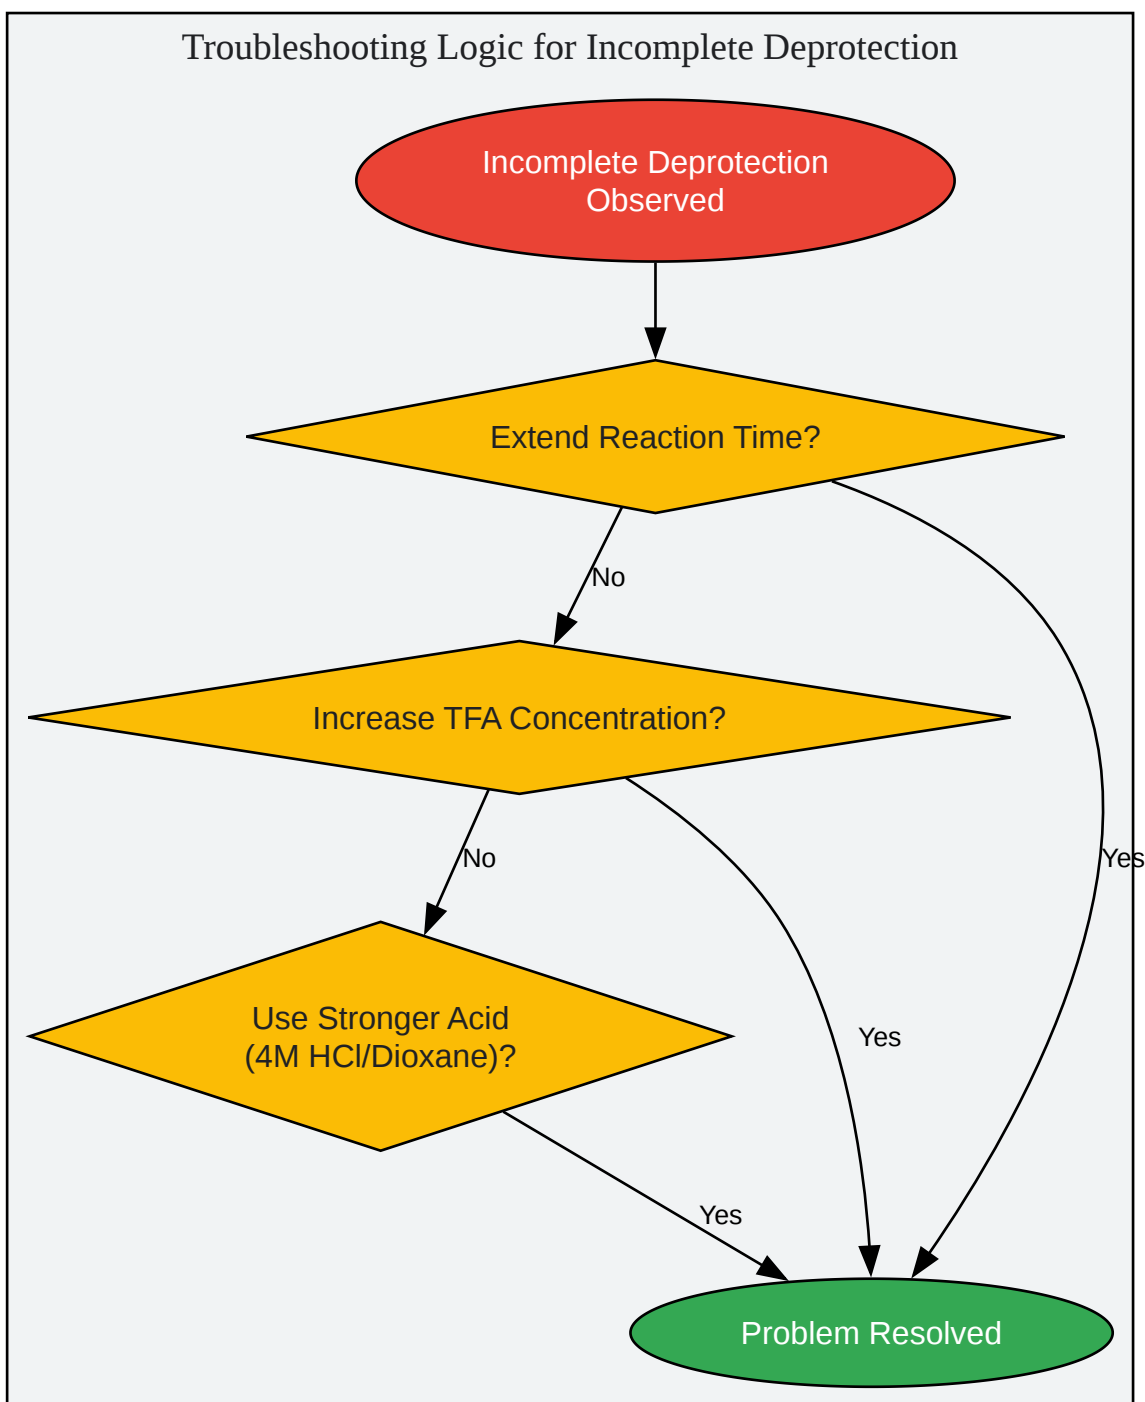 Troubleshooting Logic for Incomplete Deprotection
Incomplete Deprotection
Observed
Extend Reaction Time?
No
Increase TFA Concentration?
No
Yes
Use Stronger Acid
(4M HCl/Dioxane)?
Yes
Yes
Problem Resolved